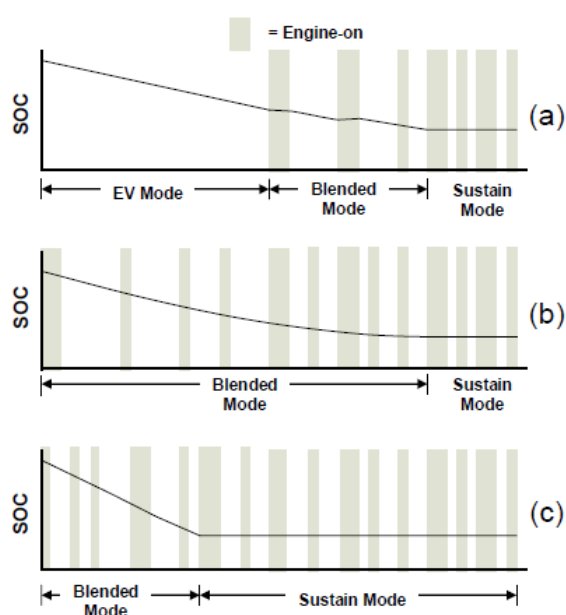 = Engine-on
SOC
(a)
EV Mode
Blended
Mode
Sustain
Mode
SOC
(b)
Blended
Mode
Sustain
Mode
SOC
(c)
Blended
Mode
Sustain Mode